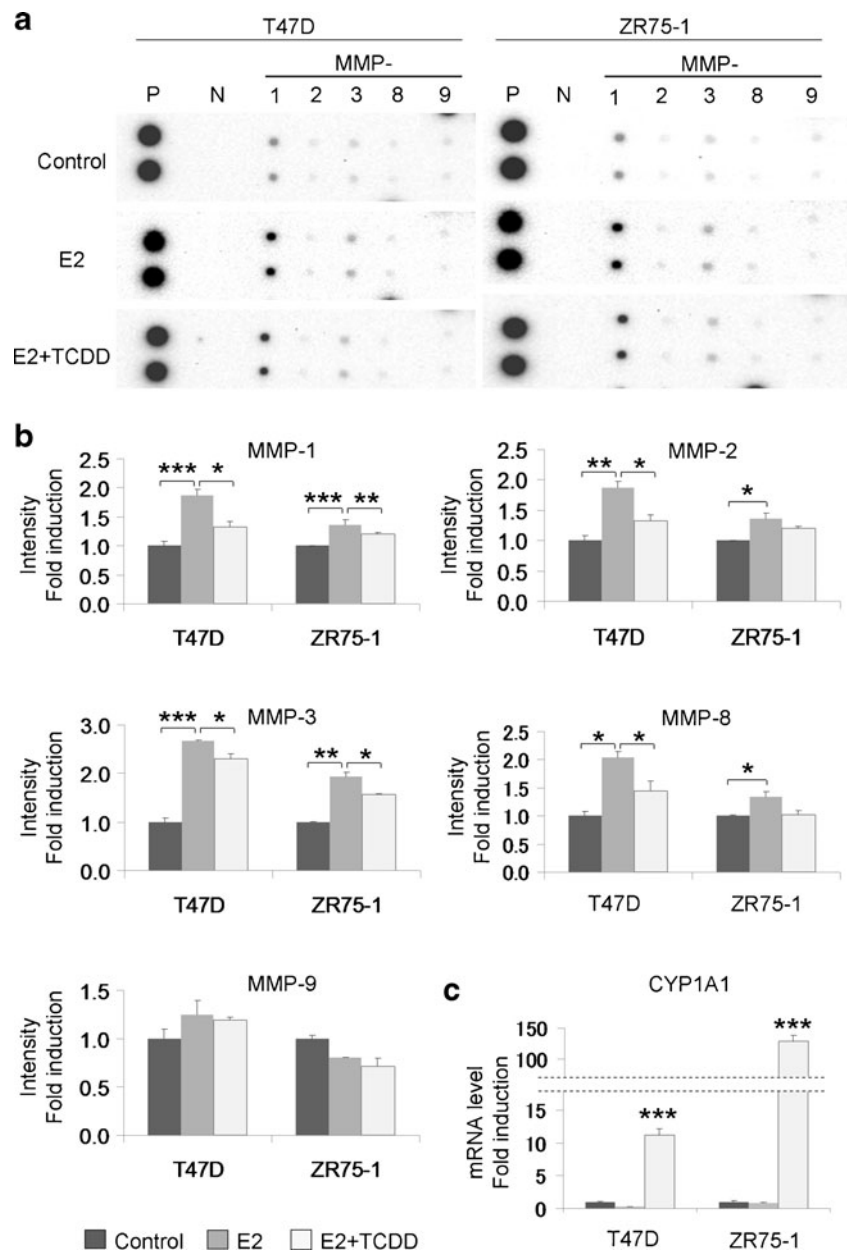 a
T47D ZR75-1
MMP- MMP-
P N 1 2 3 8 9 P N 1 2 3 8 9
Control
E2
E2+TCDD
b
MMP-1
Intensity
Fold induction
2.5
2.0
1.5
1.0
0.5
0.0
*** *
*** **
T47D ZR75-1
MMP-2
Intensity
Fold induction
2.5
2.0
1.5
1.0
0.5
0.0
** *
*
T47D ZR75-1
MMP-3
Intensity
Fold induction
3.0
2.0
1.0
0.0
*** *
** *
T47D ZR75-1
MMP-8
Intensity
Fold induction
2.5
2.0
1.5
1.0
0.5
0.0
* *
*
T47D ZR75-1
MMP-9
Intensity
Fold induction
1.5
1.0
0.5
0.0
T47D ZR75-1
c
CYP1A1
mRNA level
Fold induction
150
100
15
10
5
0
***
***
T47D ZR75-1
Control E2 E2+TCDD